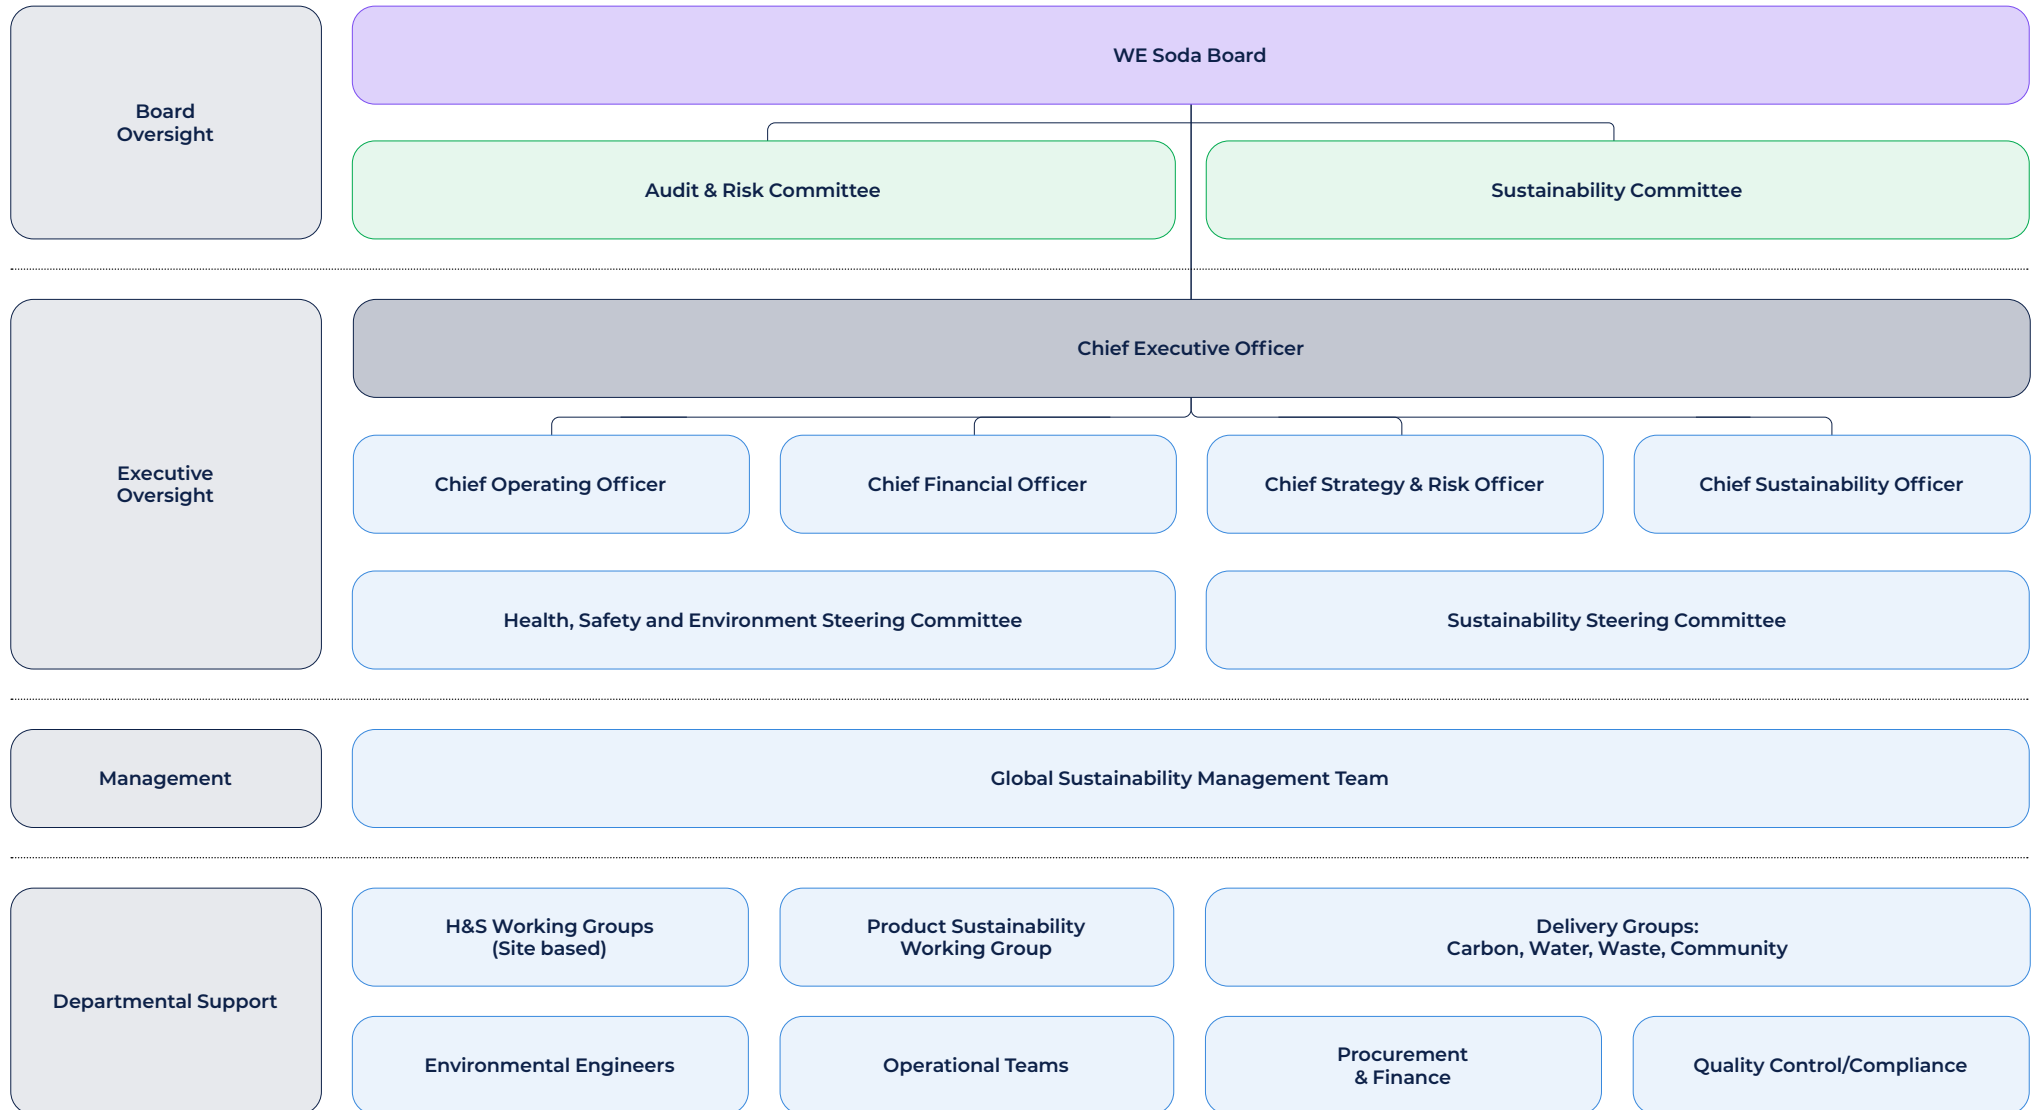 Board
Oversight
WE Soda Board
Audit & Risk Committee
Sustainability Committee
Executive
Oversight
Chief Executive Officer
Chief Operating Officer
Chief Financial Officer
Chief Strategy & Risk Officer
Chief Sustainability Officer
Health, Safety and Environment Steering Committee
Sustainability Steering Committee
Management
Global Sustainability Management Team
Departmental Support
H&S Working Groups
(Site based)
Product Sustainability
Working Group
Delivery Groups:
Carbon, Water, Waste, Community
Environmental Engineers
Operational Teams
Procurement
& Finance
Quality Control/Compliance